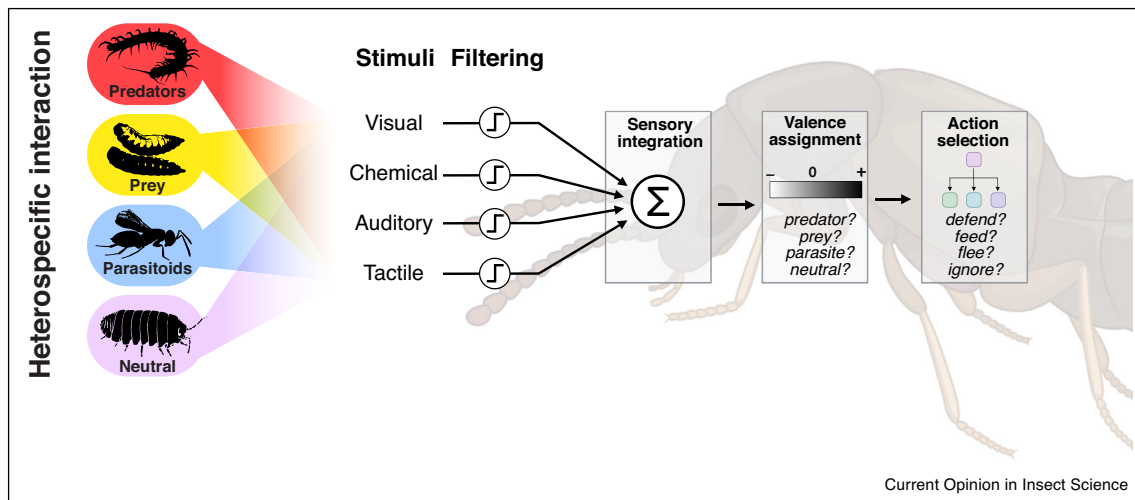 Heterospecific interaction
Predators
Prey
Parasitoids
Neutral
Stimuli Filtering
Visual
Chemical
Auditory
Tactile
Sensory
integration
Σ
Valence
assignment
– 0 +
predator?
prey?
parasite?
neutral?
Action
selection
defend?
feed?
flee?
ignore?
Current Opinion in Insect Science